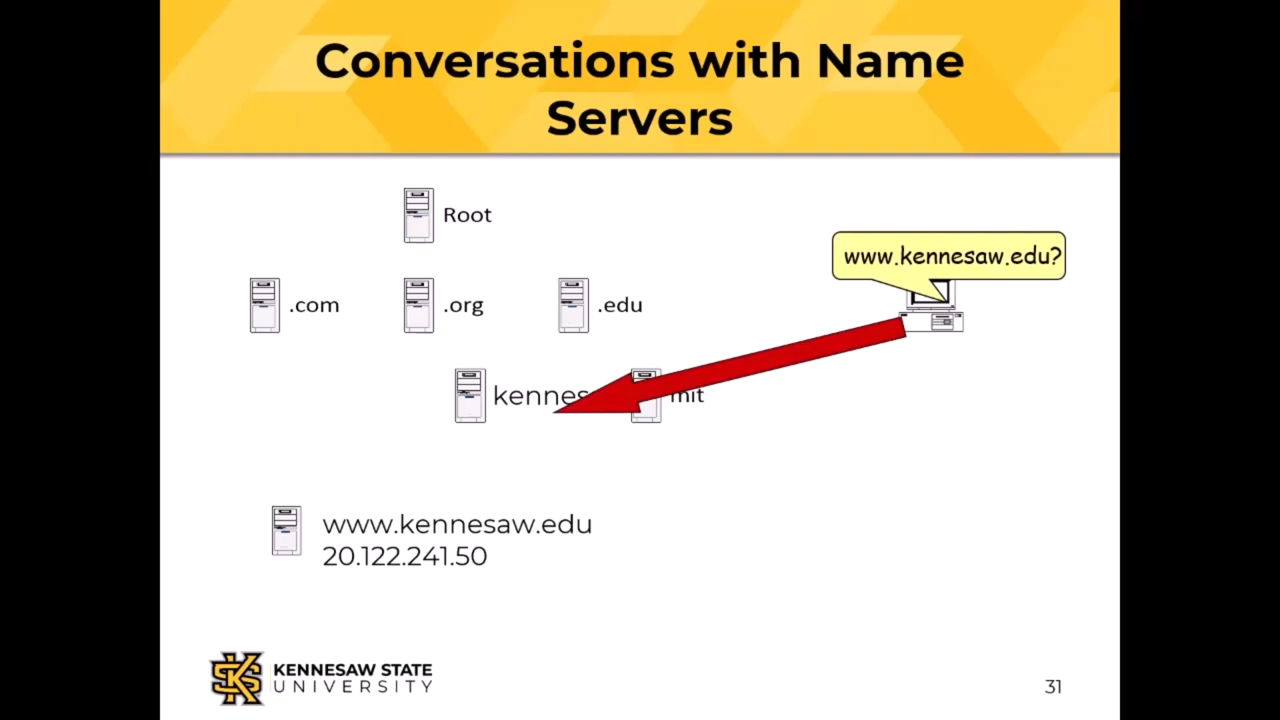 Conversations with Name
Servers
Root
www.kennesaw.edu?
.com
.org
.edu
mit
www.kennesaw.edu
20.122.241.50
KENNESAW STATE
UNIVERSITY
31